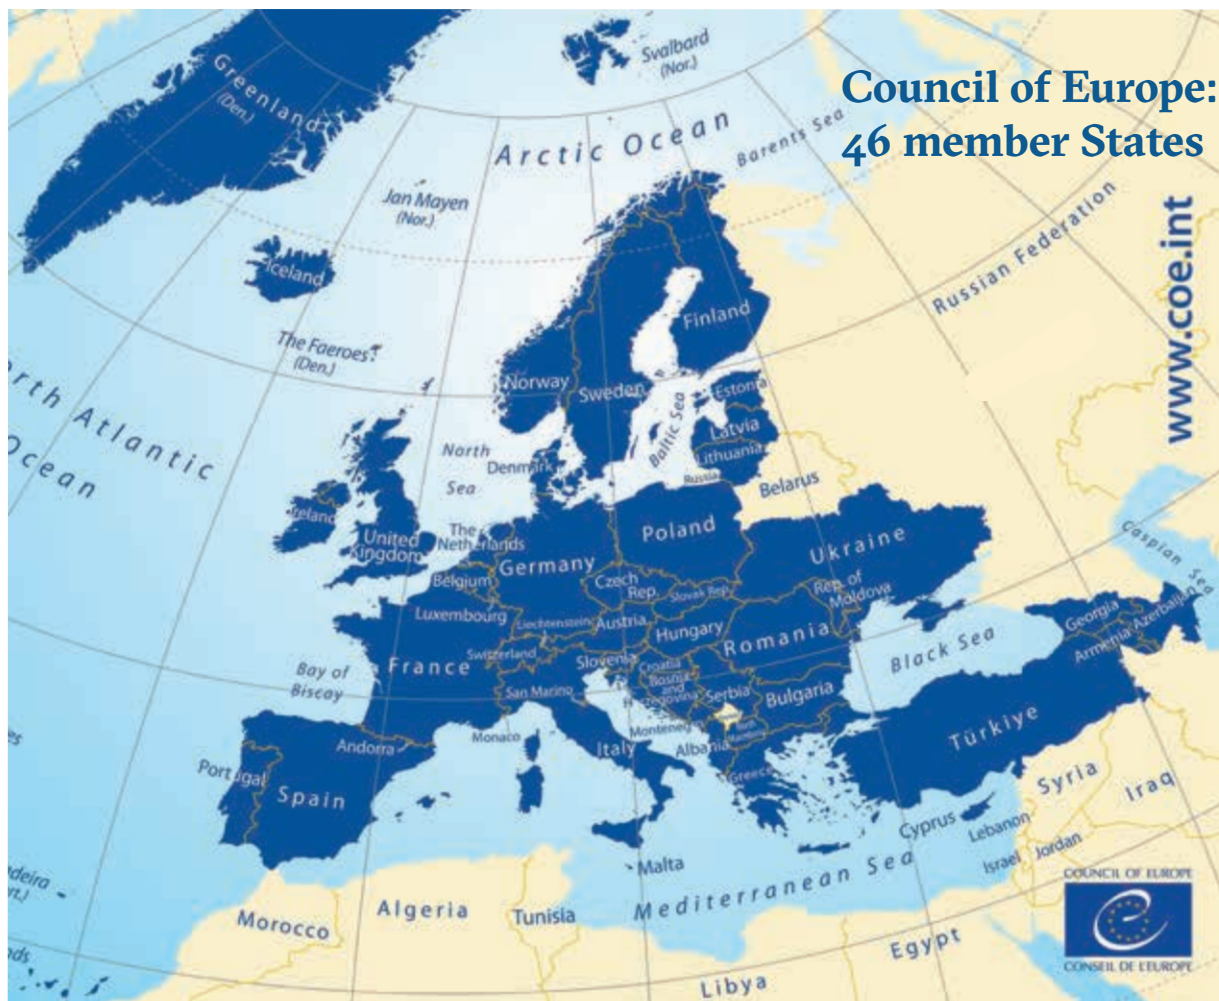 Council of Europe:
46 member States
www.coe.int
Greenland
(Den.)
Svalbard
(Nor.)
Arctic Ocean
Barents Sea
Jan Mayen
(Nor.)
Iceland
Russian Federation
The Faeroes
(Den.)
Finland
Norway
Sweden
Estonia
Baltic Sea
Latvia
Lithuania
Russia
Belarus
rth Atlantic
Ocean
North
Sea
Denmark
Ireland
United
Kingdom
The
Netherlands
Poland
Ukraine
Caspian Sea
Germany
Belgium
Czech
Rep.
Slovak Rep.
Rep. of
Moldova
Luxembourg
Liechtenstein
Austria
Hungary
Romania
Georgia
Azerbaijan
Armenia
Black Sea
Bay of
Biscay
France
Switzerland
Slovenia
Croatia
Bosnia
and
Herzegovina
San Marino
Serbia
Bulgaria
Monaco
Italy
Montenegro
Albania
Türkiye
Andorra
Portugal
Spain
Greece
Syria
Iraq
Cyprus
Lebanon
Israel
Jordan
Malta
Mediterranean Sea
Morocco
Algeria
Tunisia
Libya
Egypt
es
deira
rt.)
ds
COUNCIL OF EUROPE
CONSEIL DE L'EUROPE